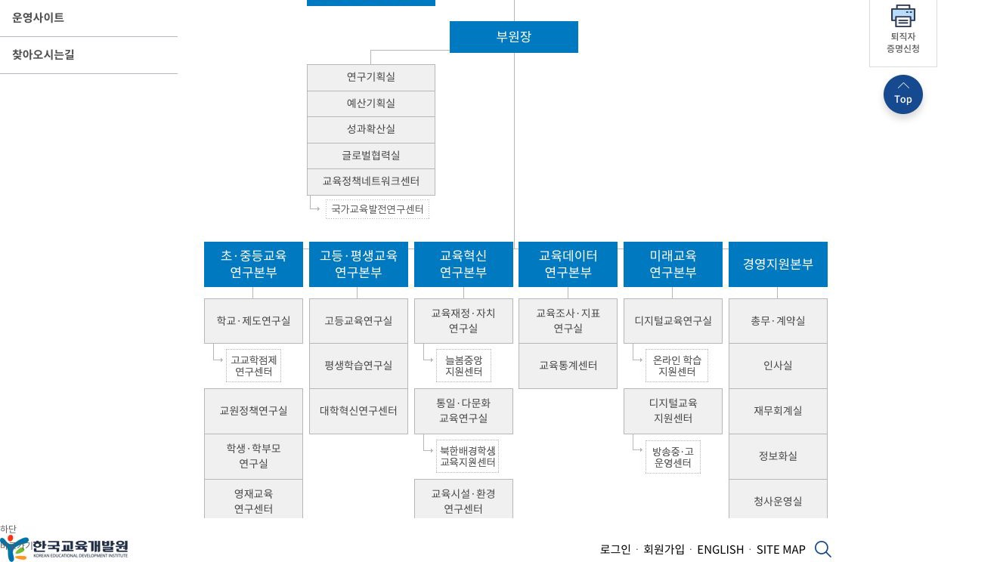 운영사이트
찾아오시는길
퇴직자
증명신청
Top
부원장
연구기획실
예산기획실
성과확산실
글로벌협력실
교육정책네트워크센터
국가교육발전연구센터
초·중등교육
연구본부
고등·평생교육
연구본부
교육혁신
연구본부
교육데이터
연구본부
미래교육
연구본부
경영지원본부
학교·제도연구실
고교학점제
연구센터
교원정책연구실
학생·학부모
연구실
영재교육
연구센터
고등교육연구실
평생학습연구실
대학혁신연구센터
교육재정·자치
연구실
늘봄중앙
지원센터
통일·다문화
교육연구실
북한배경학생
교육지원센터
교육시설·환경
연구센터
교육조사·지표
연구실
교육통계센터
디지털교육연구실
온라인 학습
지원센터
디지털교육
지원센터
방송중·고
운영센터
총무·계약실
인사실
재무회계실
정보화실
청사운영실
하단
한국교육개발원
KOREAN EDUCATIONAL DEVELOPMENT INSTITUTE
로그인 · 회원가입 · ENGLISH · SITE MAP